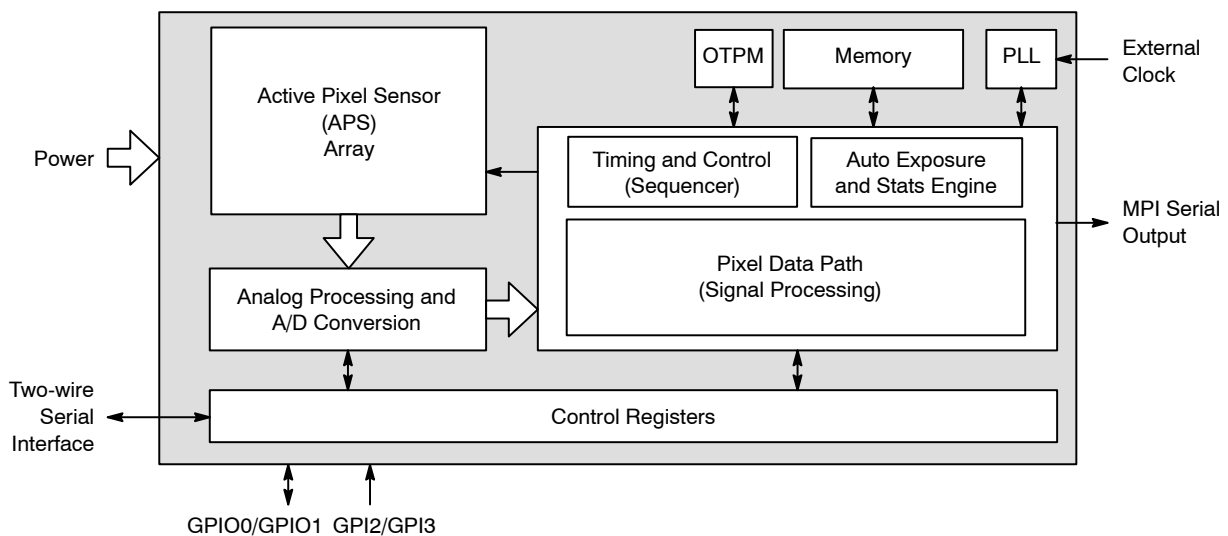 Active Pixel Sensor
(APS)
Array
OTPM
Memory
PLL
External
Clock
Power
Timing and Control
(Sequencer)
Auto Exposure
and Stats Engine
MPI Serial
Output
Pixel Data Path
(Signal Processing)
Analog Processing and
A/D Conversion
Two-wire
Serial
Interface
Control Registers
GPIO0/GPIO1 GPI2/GPI3